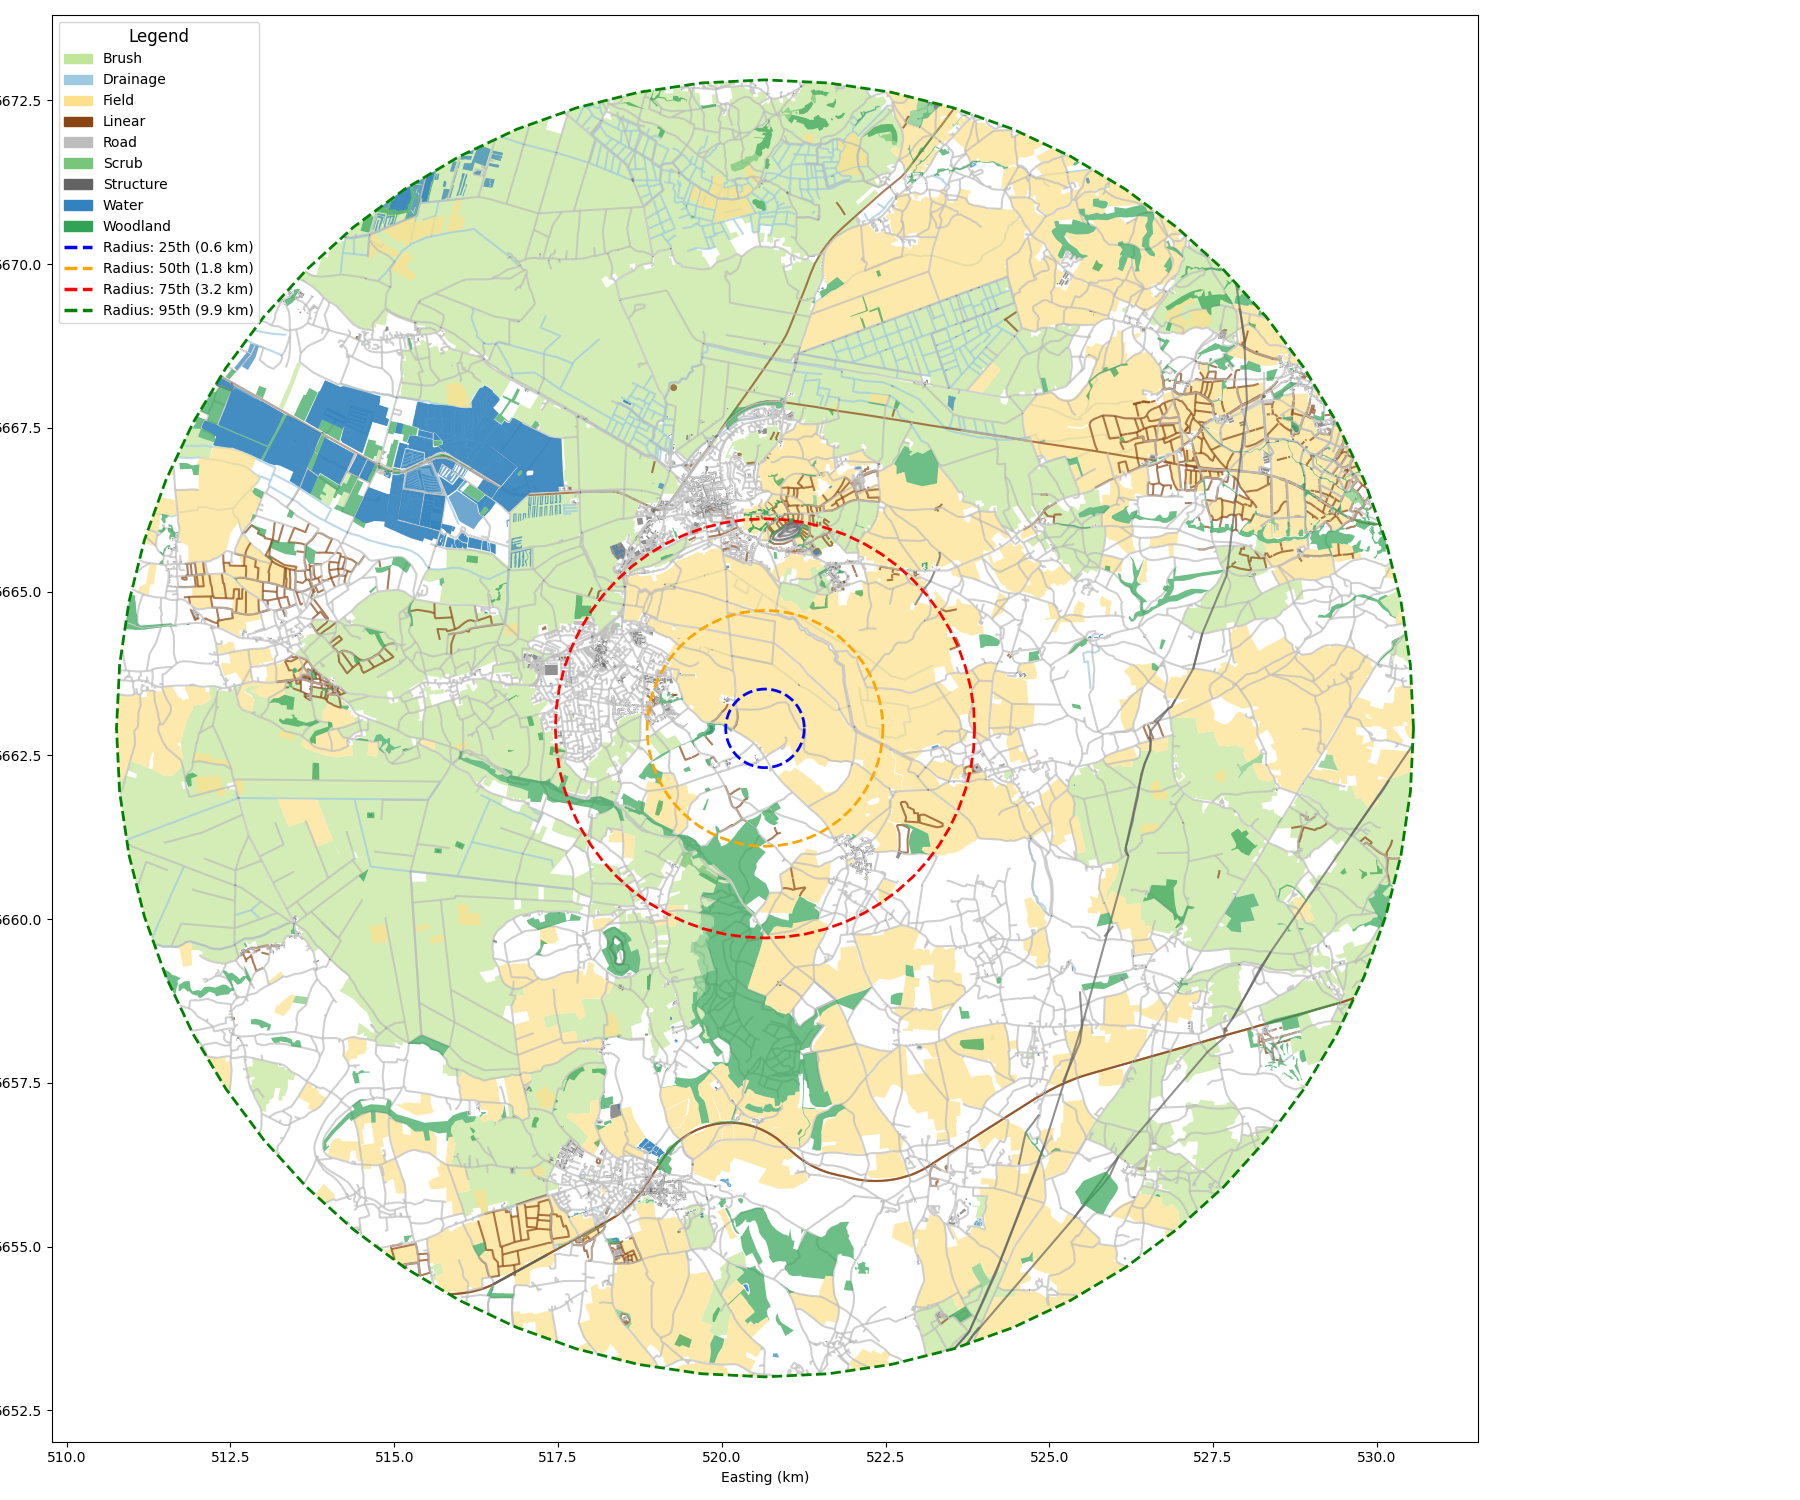 Legend
Brush
Drainage
Field
Linear
Road
Scrub
Structure
Water
Woodland
Radius: 25th (0.6 km)
Radius: 50th (1.8 km)
Radius: 75th (3.2 km)
Radius: 95th (9.9 km)
5672.5
5670.0
5667.5
5665.0
5662.5
5660.0
5657.5
5655.0
5652.5
510.0 512.5 515.0 517.5 520.0 522.5 525.0 527.5 530.0
Easting (km)